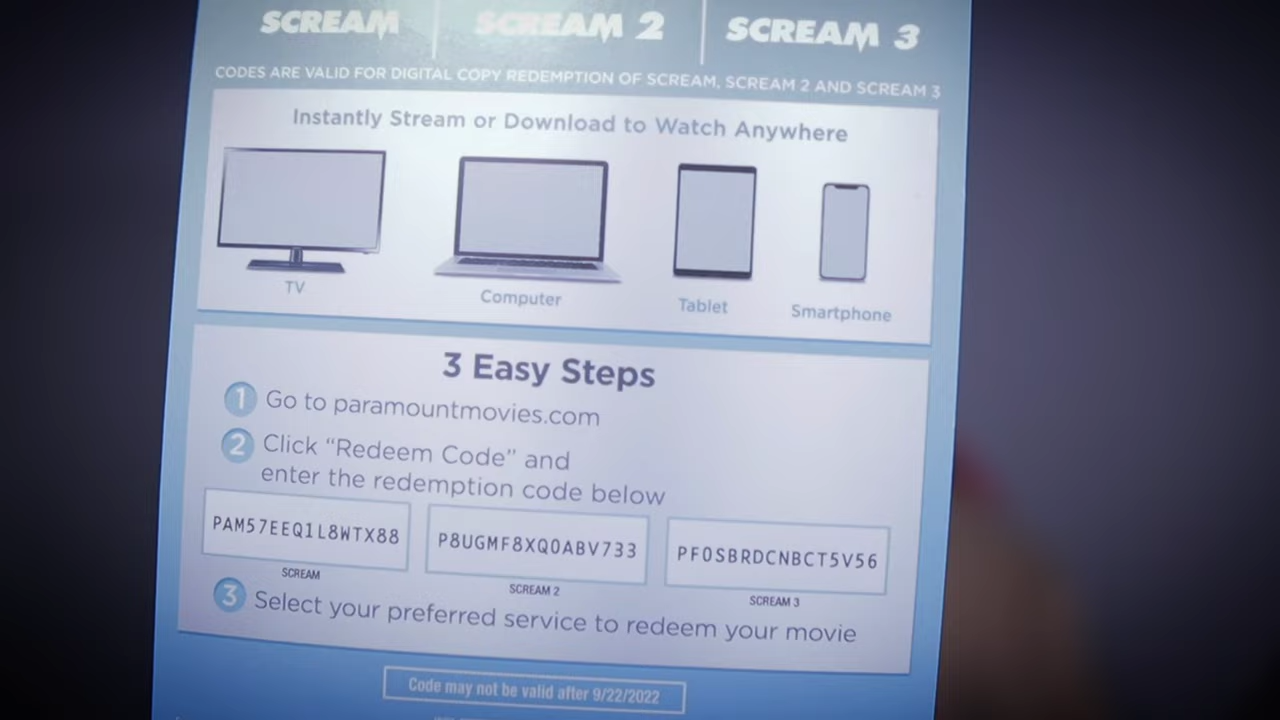 SCREAM SCREAM 2 SCREAM 3
CODES ARE VALID FOR DIGITAL COPY REDEMPTION OF SCREAM, SCREAM 2 AND SCREAM 3
Instantly Stream or Download to Watch Anywhere
TV Computer Tablet Smartphone
3 Easy Steps
1 Go to paramountmovies.com
2 Click “Redeem Code” and
enter the redemption code below
PAM57EEQ1L8WTX88 P8UGMF8XQ0ABV733 PF0SBRDCNBCT5V56
SCREAM SCREAM 2 SCREAM 3
3 Select your preferred service to redeem your movie
Code may not be valid after 9/22/2022